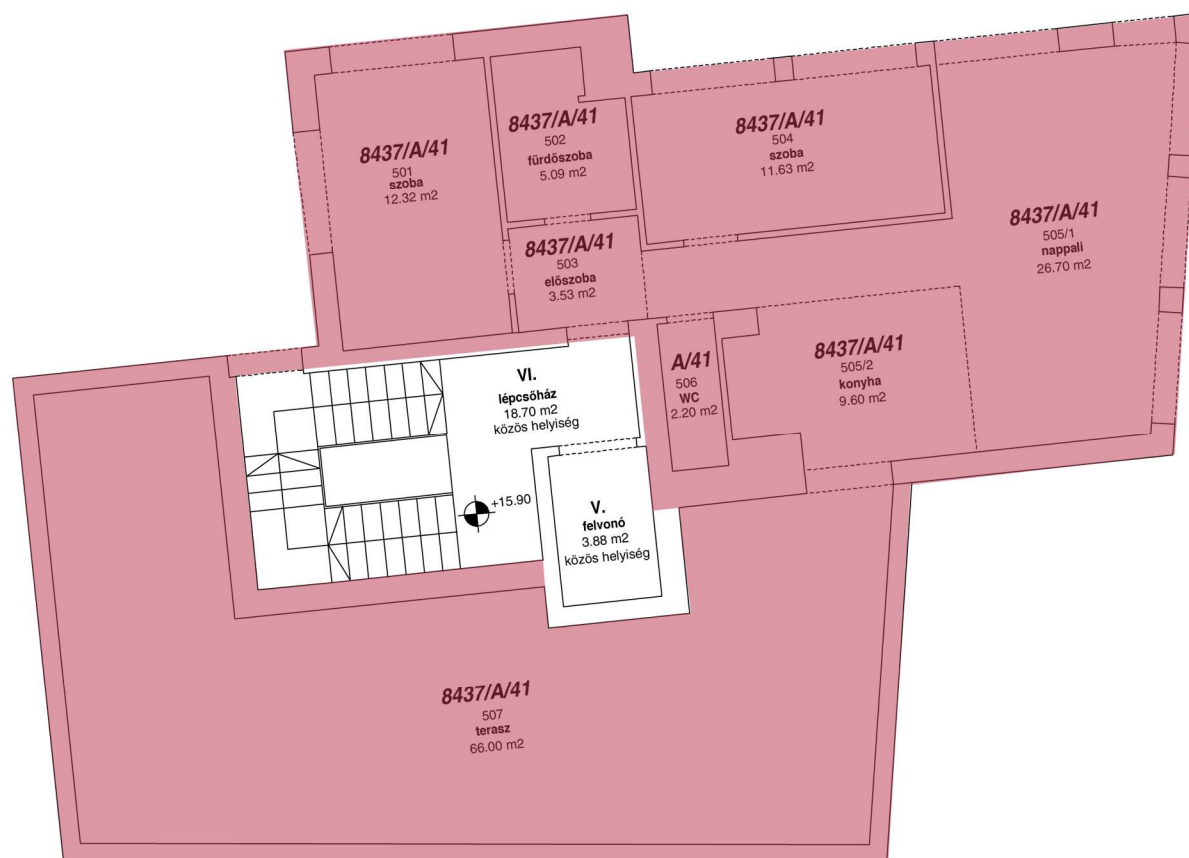 8437/A/41
501
szoba
12.32 m2
8437/A/41
502
fürdőszoba
5.09 m2
8437/A/41
503
előszoba
3.53 m2
8437/A/41
504
szoba
11.63 m2
8437/A/41
505/1
nappali
26.70 m2
8437/A/41
505/2
konyha
9.60 m2
A/41
506
WC
2.20 m2
VI.
lépcsőház
18.70 m2
közös helyiség
+15.90
V.
felvonó
3.88 m2
közös helyiség
8437/A/41
507
terasz
66.00 m2